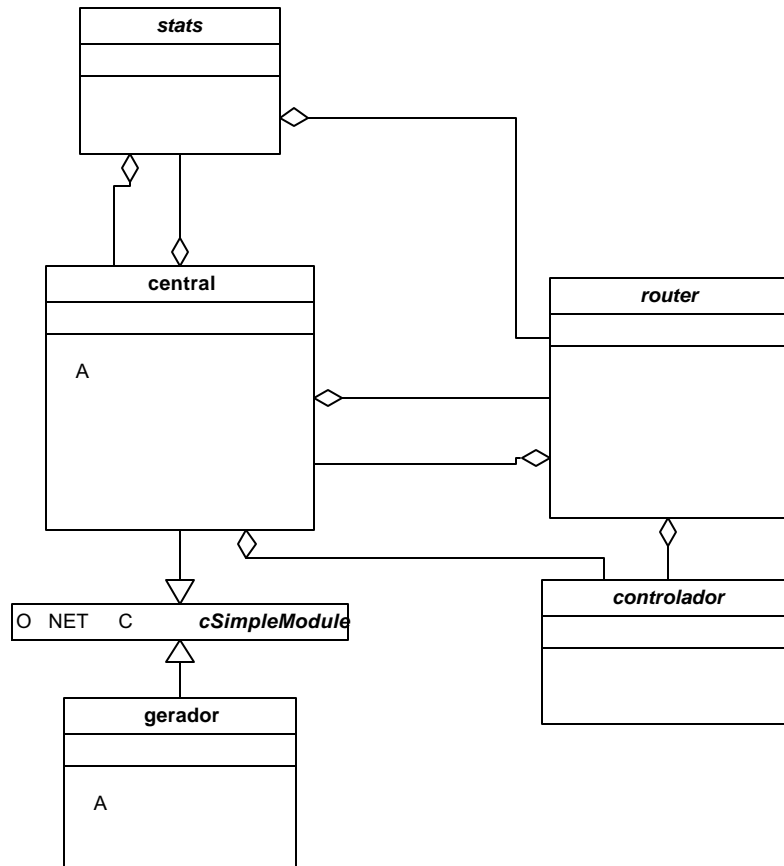 stats
central
A
router
controlador
O NET C cSimpleModule
gerador
A